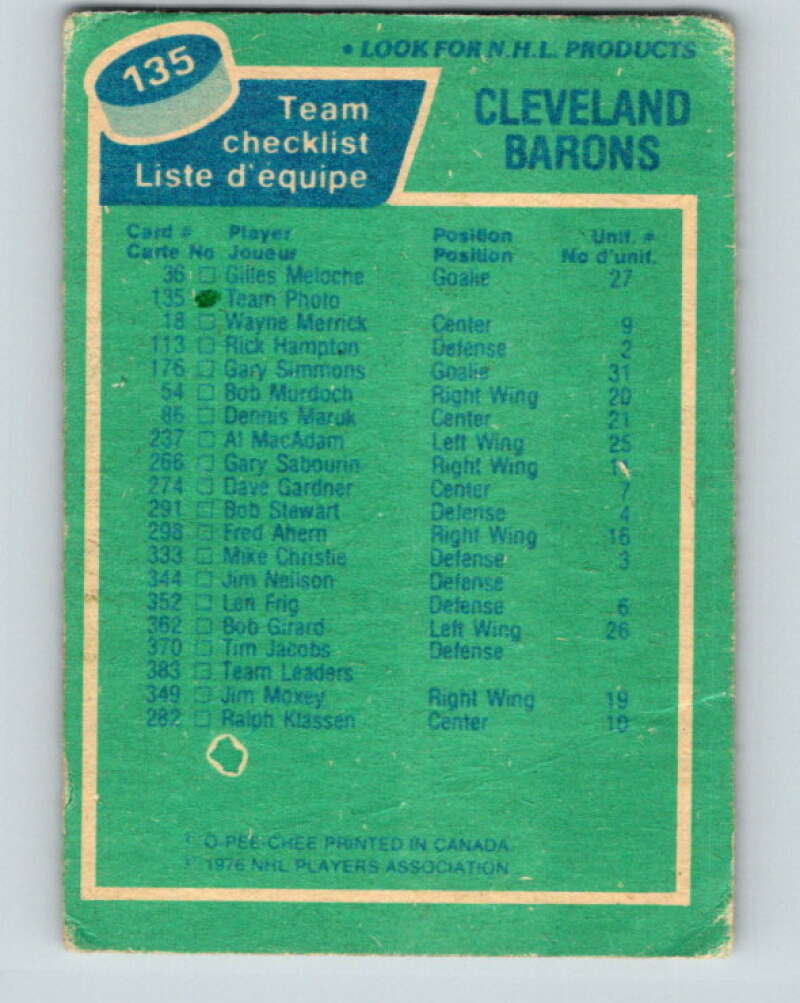 135
• LOOK FOR N.H.L. PRODUCTS
Team
checklist
Liste d'équipe
CLEVELAND
BARONS
Card # Player Position Unif. #
Carte No Joueur Position No d'unif.
36 Gilles Meloche Goalie 27
135 Team Photo
18 Wayne Merrick Center 9
113 Rick Hampton Defense 2
176 Gary Simmons Goalie 31
54 Bob Murdoch Right Wing 20
86 Dennis Maruk Center 21
237 Al MacAdam Left Wing 25
266 Gary Sabourin Right Wing
274 Dave Gardner Center 7
291 Bob Stewart Defense 4
298 Fred Ahern Right Wing 16
333 Mike Christie Defense 3
344 Jim Neilson Defense
352 Len Frig Defense 6
362 Bob Girard Left Wing 26
370 Tim Jacobs Defense
383 Team Leaders
349 Jim Moxey Right Wing 19
282 Ralph Klassen Center 10
O-PEE-CHEE PRINTED IN CANADA
1976 NHL PLAYERS ASSOCIATION